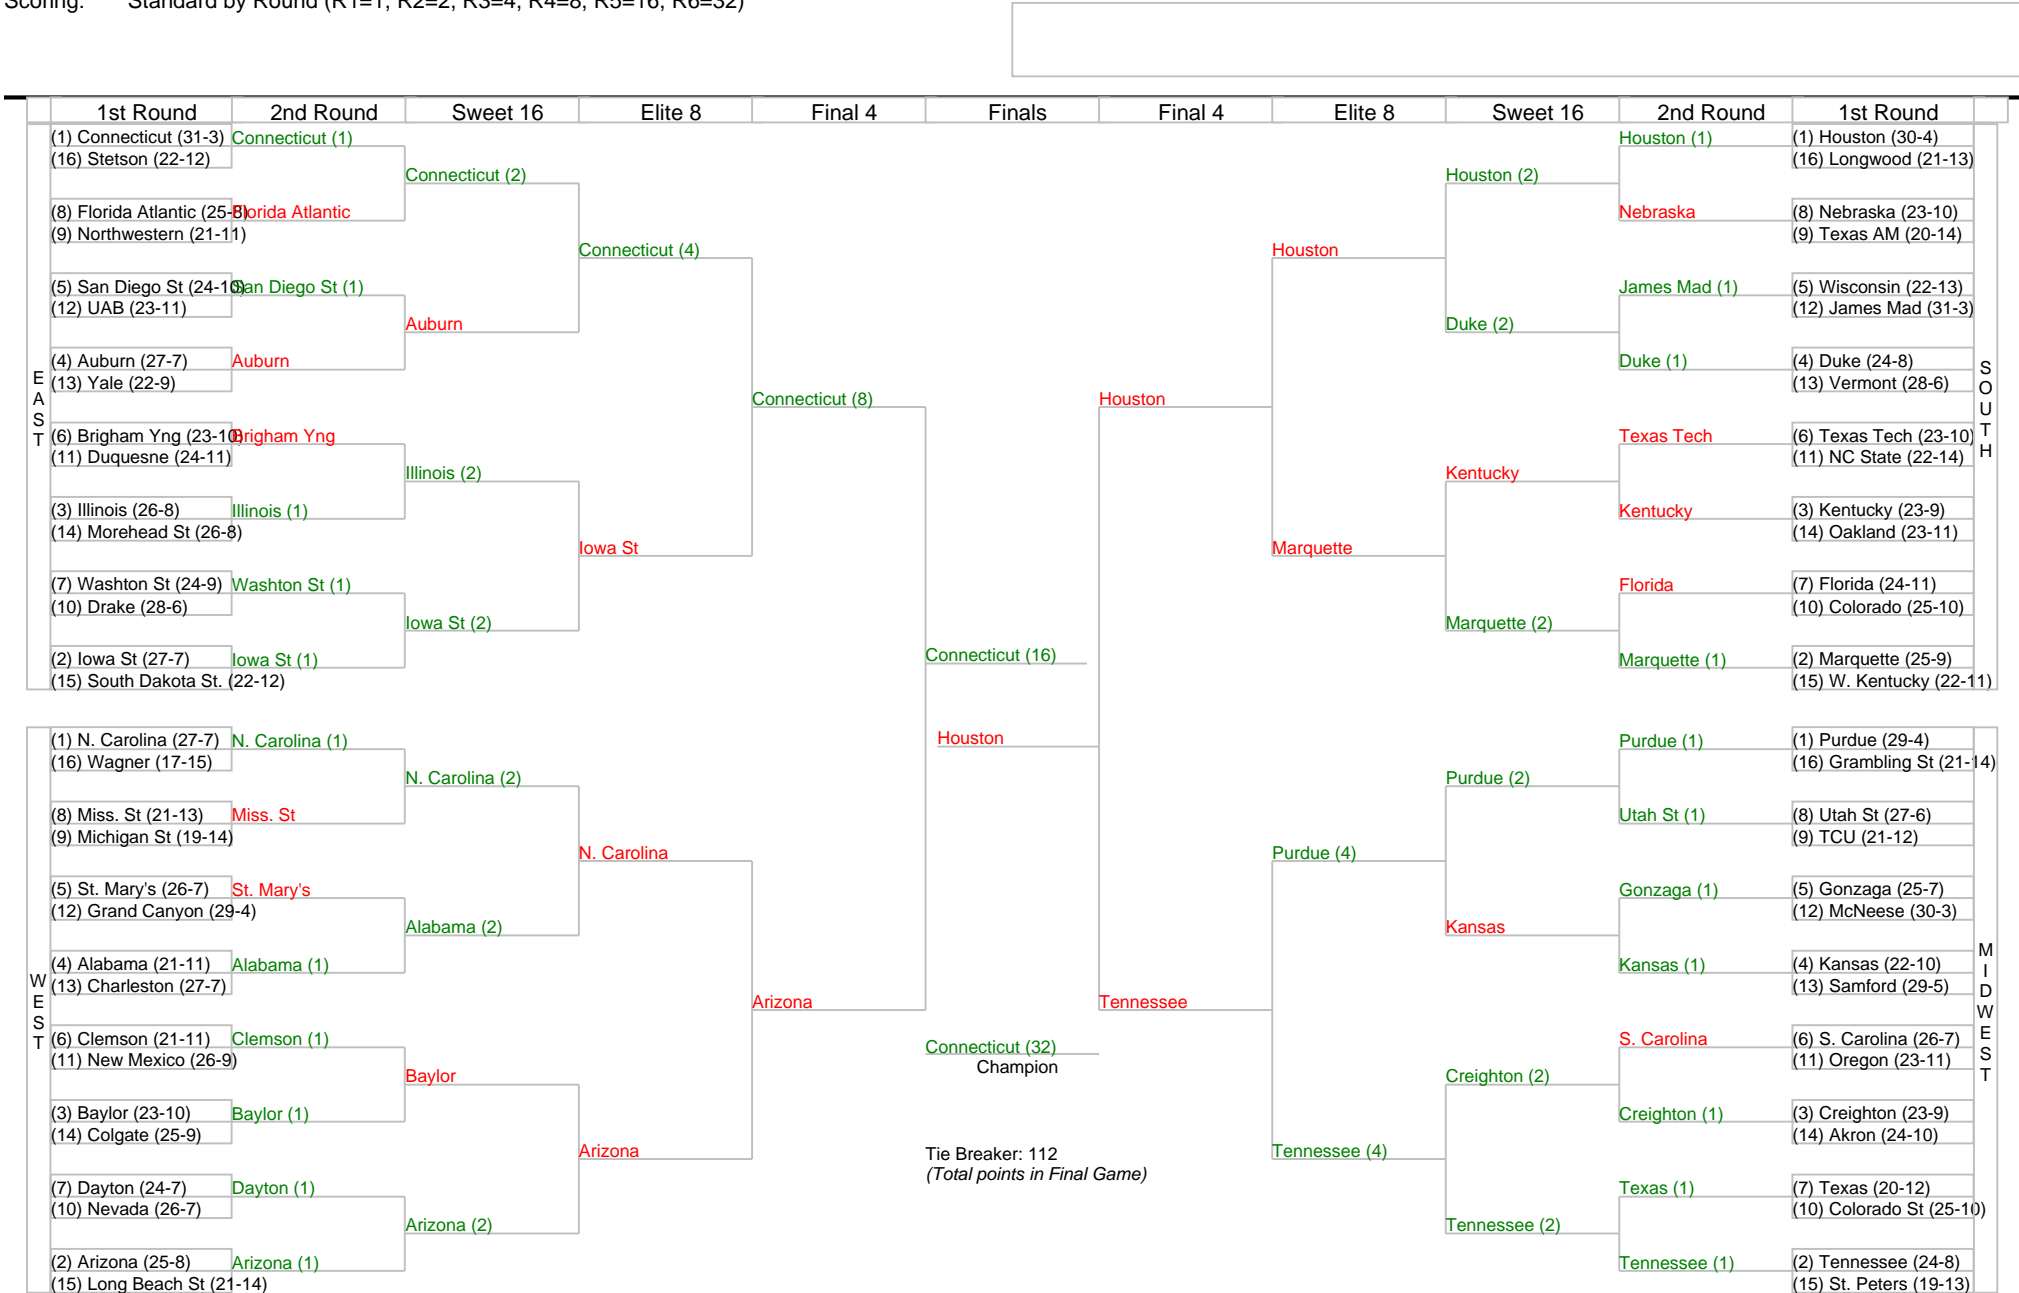 Scoring: Standard by Round (R1=1, R2=2, R3=4, R4=8, R5=16, R6=32)
1st Round 2nd Round Sweet 16 Elite 8 Final 4 Finals Final 4 Elite 8 Sweet 16 2nd Round 1st Round
EAST
(1) Connecticut (31-3)
(16) Stetson (22-12)
(8) Florida Atlantic (25-8)
(9) Northwestern (21-11)
(5) San Diego St (24-10)
(12) UAB (23-11)
(4) Auburn (27-7)
(13) Yale (22-9)
(6) Brigham Yng (23-10)
(11) Duquesne (24-11)
(3) Illinois (26-8)
(14) Morehead St (26-8)
(7) Washton St (24-9)
(10) Drake (28-6)
(2) Iowa St (27-7)
(15) South Dakota St. (22-12)
Connecticut (1)
Florida Atlantic
San Diego St (1)
Auburn
Brigham Yng
Illinois (1)
Washton St (1)
Iowa St (1)
Connecticut (2)
Auburn
Illinois (2)
Iowa St (2)
Connecticut (4)
Iowa St
Connecticut (8)
WEST
(1) N. Carolina (27-7)
(16) Wagner (17-15)
(8) Miss. St (21-13)
(9) Michigan St (19-14)
(5) St. Mary's (26-7)
(12) Grand Canyon (29-4)
(4) Alabama (21-11)
(13) Charleston (27-7)
(6) Clemson (21-11)
(11) New Mexico (26-9)
(3) Baylor (23-10)
(14) Colgate (25-9)
(7) Dayton (24-7)
(10) Nevada (26-7)
(2) Arizona (25-8)
(15) Long Beach St (21-14)
N. Carolina (1)
Miss. St
St. Mary's
Alabama (1)
Clemson (1)
Baylor (1)
Dayton (1)
Arizona (1)
N. Carolina (2)
Alabama (2)
Baylor
Arizona (2)
N. Carolina
Arizona
Arizona
Connecticut (16)
Houston
Connecticut (32)
Champion
Tie Breaker: 112
(Total points in Final Game)
Houston
Tennessee
Houston
Marquette
Houston (2)
Duke (2)
Kentucky
Marquette (2)
Houston (1)
Nebraska
James Mad (1)
Duke (1)
Texas Tech
Kentucky
Florida
Marquette (1)
(1) Houston (30-4)
(16) Longwood (21-13)
(8) Nebraska (23-10)
(9) Texas AM (20-14)
(5) Wisconsin (22-13)
(12) James Mad (31-3)
(4) Duke (24-8)
(13) Vermont (28-6)
(6) Texas Tech (23-10)
(11) NC State (22-14)
(3) Kentucky (23-9)
(14) Oakland (23-11)
(7) Florida (24-11)
(10) Colorado (25-10)
(2) Marquette (25-9)
(15) W. Kentucky (22-11)
SOUTH
Purdue (4)
Tennessee (4)
Purdue (2)
Kansas
Creighton (2)
Tennessee (2)
Purdue (1)
Utah St (1)
Gonzaga (1)
Kansas (1)
S. Carolina
Creighton (1)
Texas (1)
Tennessee (1)
(1) Purdue (29-4)
(16) Grambling St (21-14)
(8) Utah St (27-6)
(9) TCU (21-12)
(5) Gonzaga (25-7)
(12) McNeese (30-3)
(4) Kansas (22-10)
(13) Samford (29-5)
(6) S. Carolina (26-7)
(11) Oregon (23-11)
(3) Creighton (23-9)
(14) Akron (24-10)
(7) Texas (20-12)
(10) Colorado St (25-10)
(2) Tennessee (24-8)
(15) St. Peters (19-13)
MIDWEST